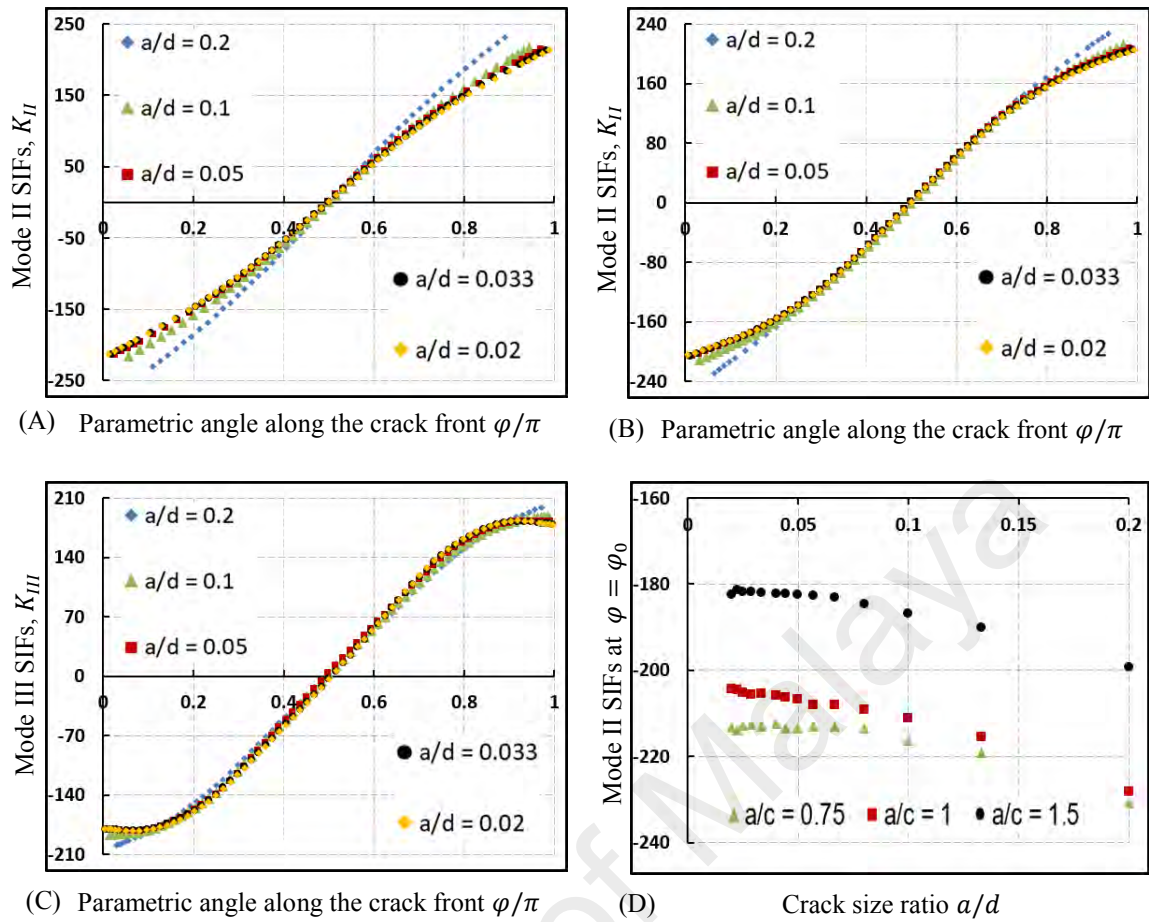 250
150
50
-50
-150
-250
0
0.2
0.4
0.6
0.8
1
a/d = 0.2
a/d = 0.1
a/d = 0.05
a/d = 0.033
a/d = 0.02
Mode II SIFs, K_II
(A) Parametric angle along the crack front φ/π
240
160
80
0
-80
-160
-240
0
0.2
0.4
0.6
0.8
1
a/d = 0.2
a/d = 0.1
a/d = 0.05
a/d = 0.033
a/d = 0.02
Mode II SIFs, K_II
(B) Parametric angle along the crack front φ/π
210
140
70
0
-70
-140
-210
0
0.2
0.4
0.6
0.8
1
a/d = 0.2
a/d = 0.1
a/d = 0.05
a/d = 0.033
a/d = 0.02
Mode III SIFs, K_III
(C) Parametric angle along the crack front φ/π
-160
-180
-200
-220
-240
0
0.05
0.1
0.15
0.2
a/c = 0.75 a/c = 1 a/c = 1.5
Mode II SIFs at φ = φ₀
(D) Crack size ratio a/d
of Malaya